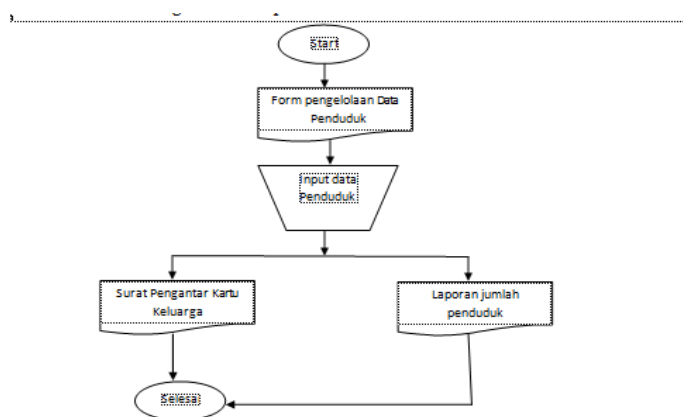 Start
Form pengelolaan Data
Penduduk
Input data
Penduduk
Surat Pengantar Kartu
Keluarga
Laporan jumlah
penduduk
Selesai